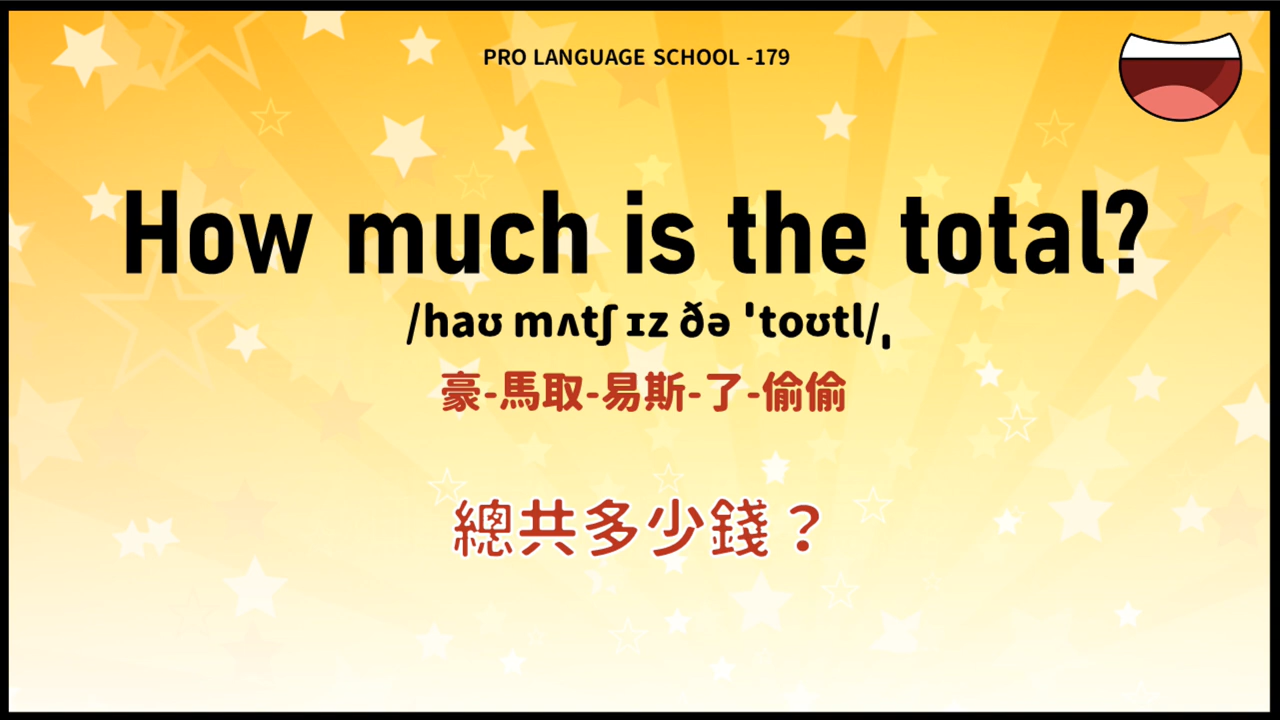 PRO LANGUAGE SCHOOL -179
How much is the total?
/haʊ mʌtʃ ɪz ðə ˈtoʊtl/ˌ
豪-馬取-易斯-了-偷偷
總共多少錢？